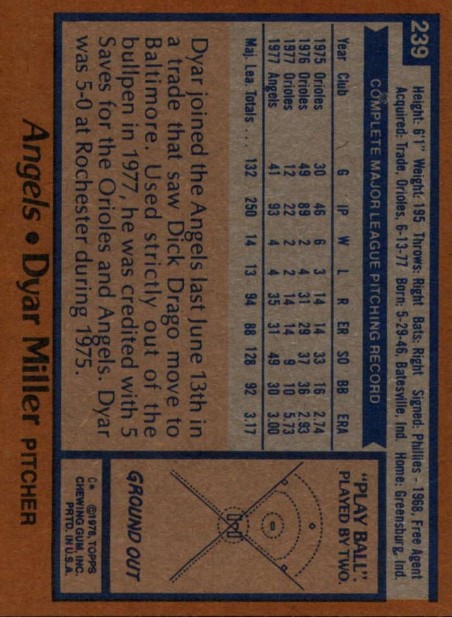 239
Height: 6'1" Weight: 195 Throws: Right Bats: Right Signed: Phillies - 1968, Free Agent
Acquired: Trade, Orioles, 6-13-77 Born: 5-29-46, Batesville, Ind. Home: Greensburg, Ind.
COMPLETE MAJOR LEAGUE PITCHING RECORD
Year Club G IP W L R ER SO BB ERA
1975 Orioles 30 46 6 3 14 14 33 16 2.74
1976 Orioles 49 89 2 4 31 29 37 36 2.93
1977 Orioles 12 22 2 2 14 14 9 10 5.73
1977 Angels 41 93 4 4 35 31 49 30 3.00
Maj. Lea. Totals . . . 132 250 14 13 94 88 128 92 3.17
Dyar joined the Angels last June 13th in
a trade that saw Dick Drago move to
Baltimore. Used strictly out of the
bullpen in 1977, he was credited with 5
Saves for the Orioles and Angels. Dyar
was 5-0 at Rochester during 1975.
"PLAY BALL".
PLAYED BY TWO.
GROUND OUT
C* ©1978, TOPPS
CHEWING GUM, INC.
PRTD. IN U.S.A.
Angels • Dyar Miller PITCHER